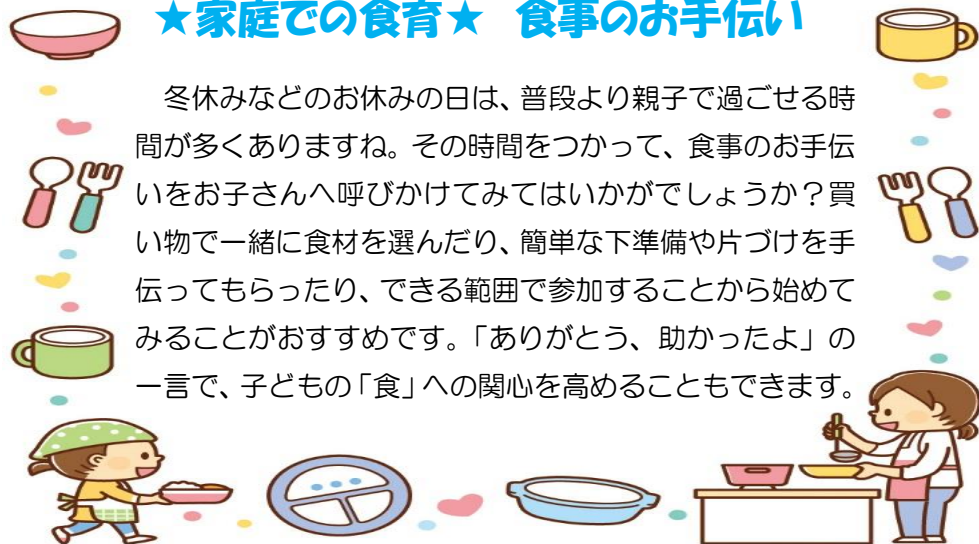 ★家庭での食育★ 食事のお手伝い
冬休みなどのお休みの日は、普段より親子で過ごせる時
間が多くありますね。その時間をつかって、食事のお手伝
いをお子さんへ呼びかけてみてはいかがでしょうか？買
い物で一緒に食材を選んだり、簡単な下準備や片づけを手
伝ってもらったり、できる範囲で参加することから始めて
みることがおすすめです。「ありがとう、助かったよ」の
一言で、子どもの「食」への関心を高めることもできます。